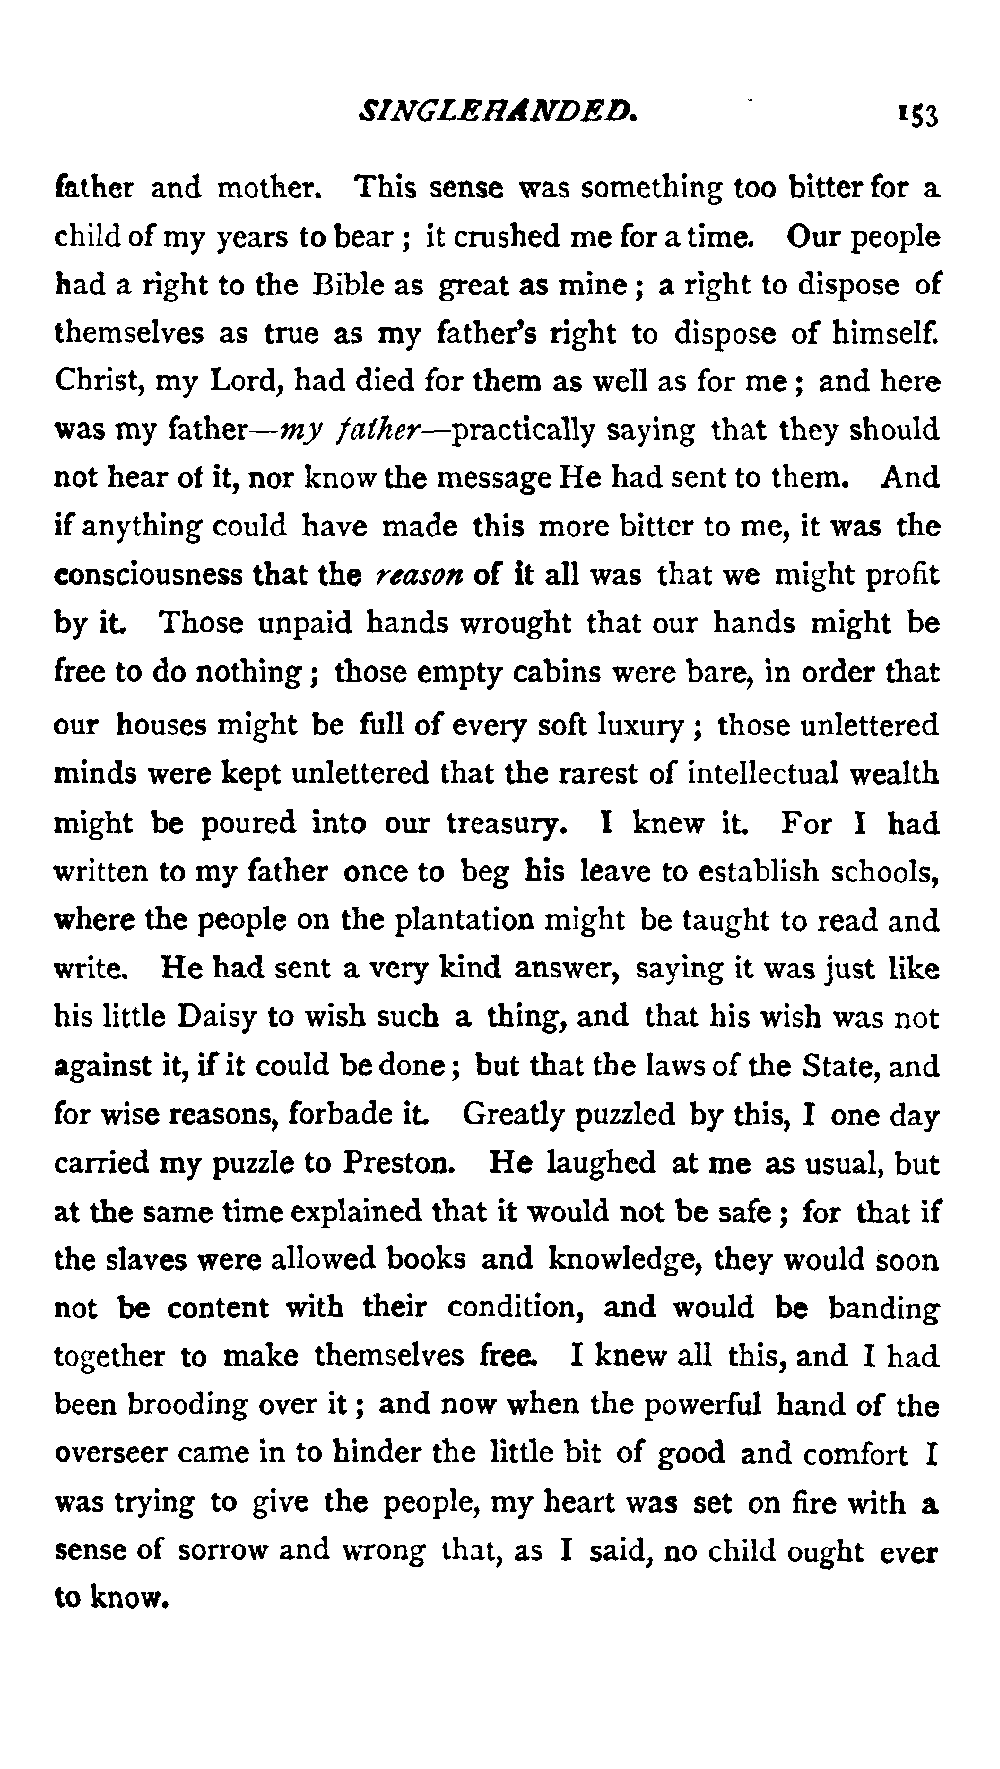 SINGLEHANDED. 153
father and mother. This sense was something too bitter for a
child of my years to bear ; it crushed me for a time. Our people
had a right to the Bible as great as mine ; a right to dispose of
themselves as true as my father's right to dispose of himself.
Christ, my Lord, had died for them as well as for me ; and here
was my father—my father—practically saying that they should
not hear of it, nor know the message He had sent to them. And
if anything could have made this more bitter to me, it was the
consciousness that the reason of it all was that we might profit
by it. Those unpaid hands wrought that our hands might be
free to do nothing ; those empty cabins were bare, in order that
our houses might be full of every soft luxury ; those unlettered
minds were kept unlettered that the rarest of intellectual wealth
might be poured into our treasury. I knew it. For I had
written to my father once to beg his leave to establish schools,
where the people on the plantation might be taught to read and
write. He had sent a very kind answer, saying it was just like
his little Daisy to wish such a thing, and that his wish was not
against it, if it could be done ; but that the laws of the State, and
for wise reasons, forbade it. Greatly puzzled by this, I one day
carried my puzzle to Preston. He laughed at me as usual, but
at the same time explained that it would not be safe ; for that if
the slaves were allowed books and knowledge, they would soon
not be content with their condition, and would be banding
together to make themselves free. I knew all this, and I had
been brooding over it ; and now when the powerful hand of the
overseer came in to hinder the little bit of good and comfort I
was trying to give the people, my heart was set on fire with a
sense of sorrow and wrong that, as I said, no child ought ever
to know.